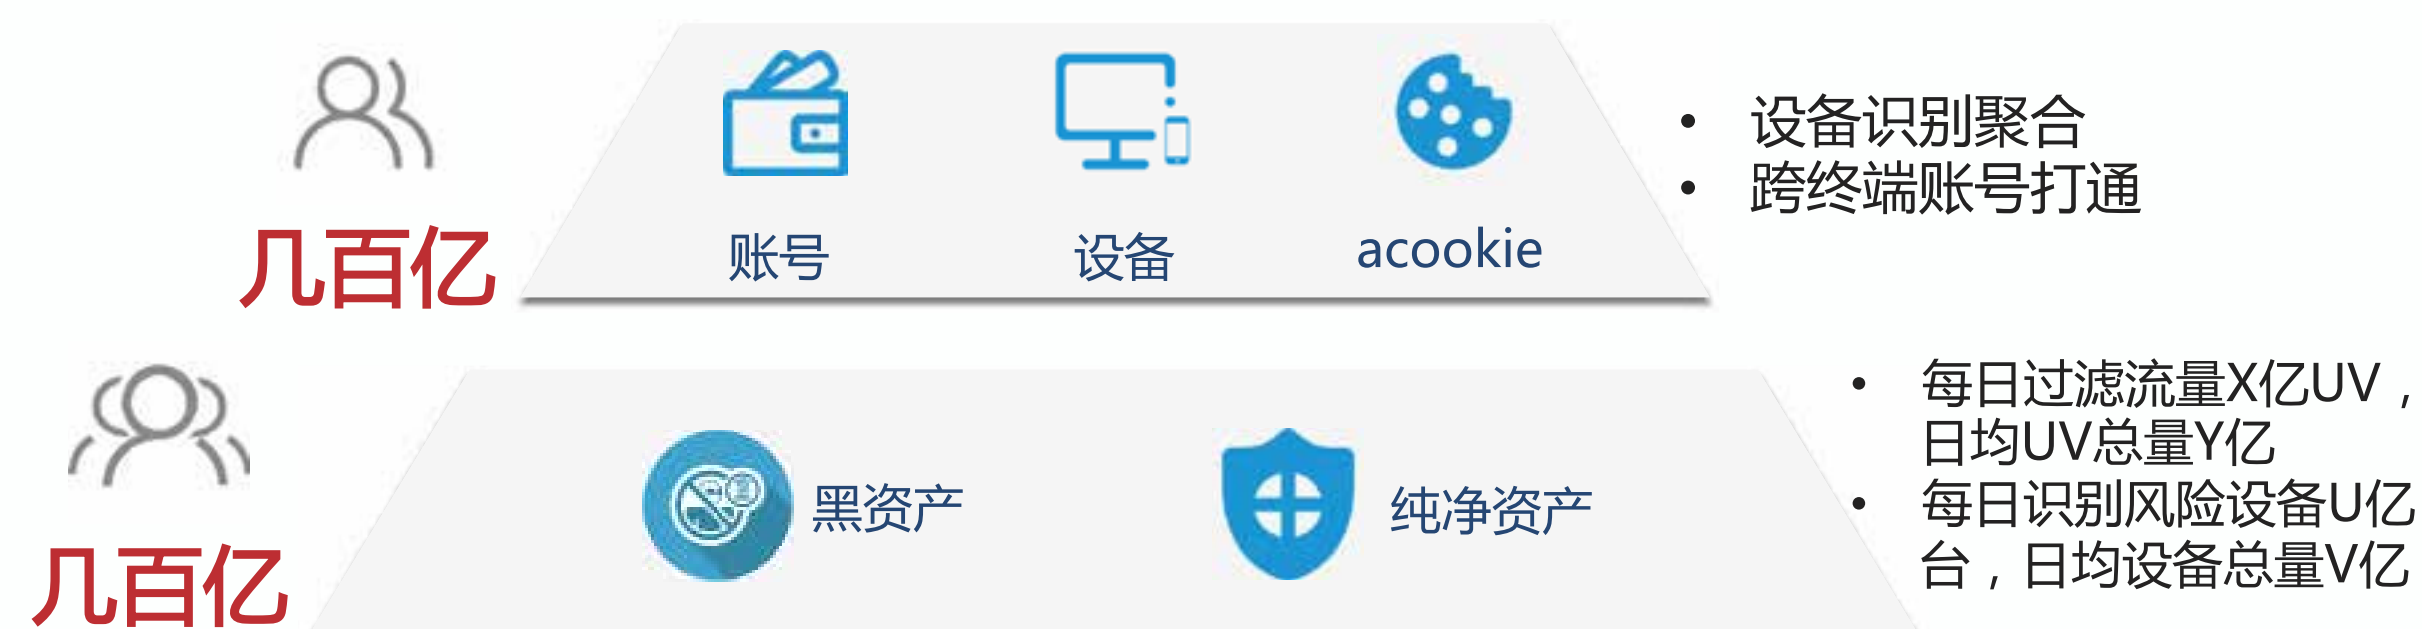 几百亿
账号
设备
acookie
• 设备识别聚合
• 跨终端账号打通
几百亿
黑资产
纯净资产
• 每日过滤流量X亿UV，
日均UV总量Y亿
• 每日识别风险设备U亿
台，日均设备总量V亿